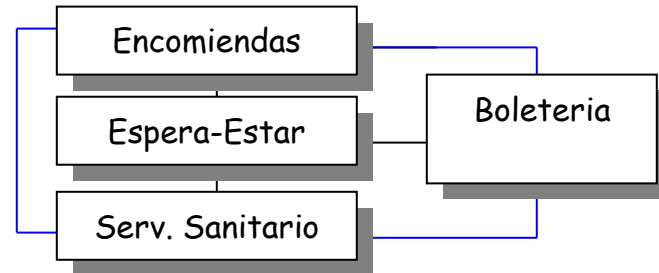 Encomiendas
Boleteria
Espera-Estar
Serv. Sanitario